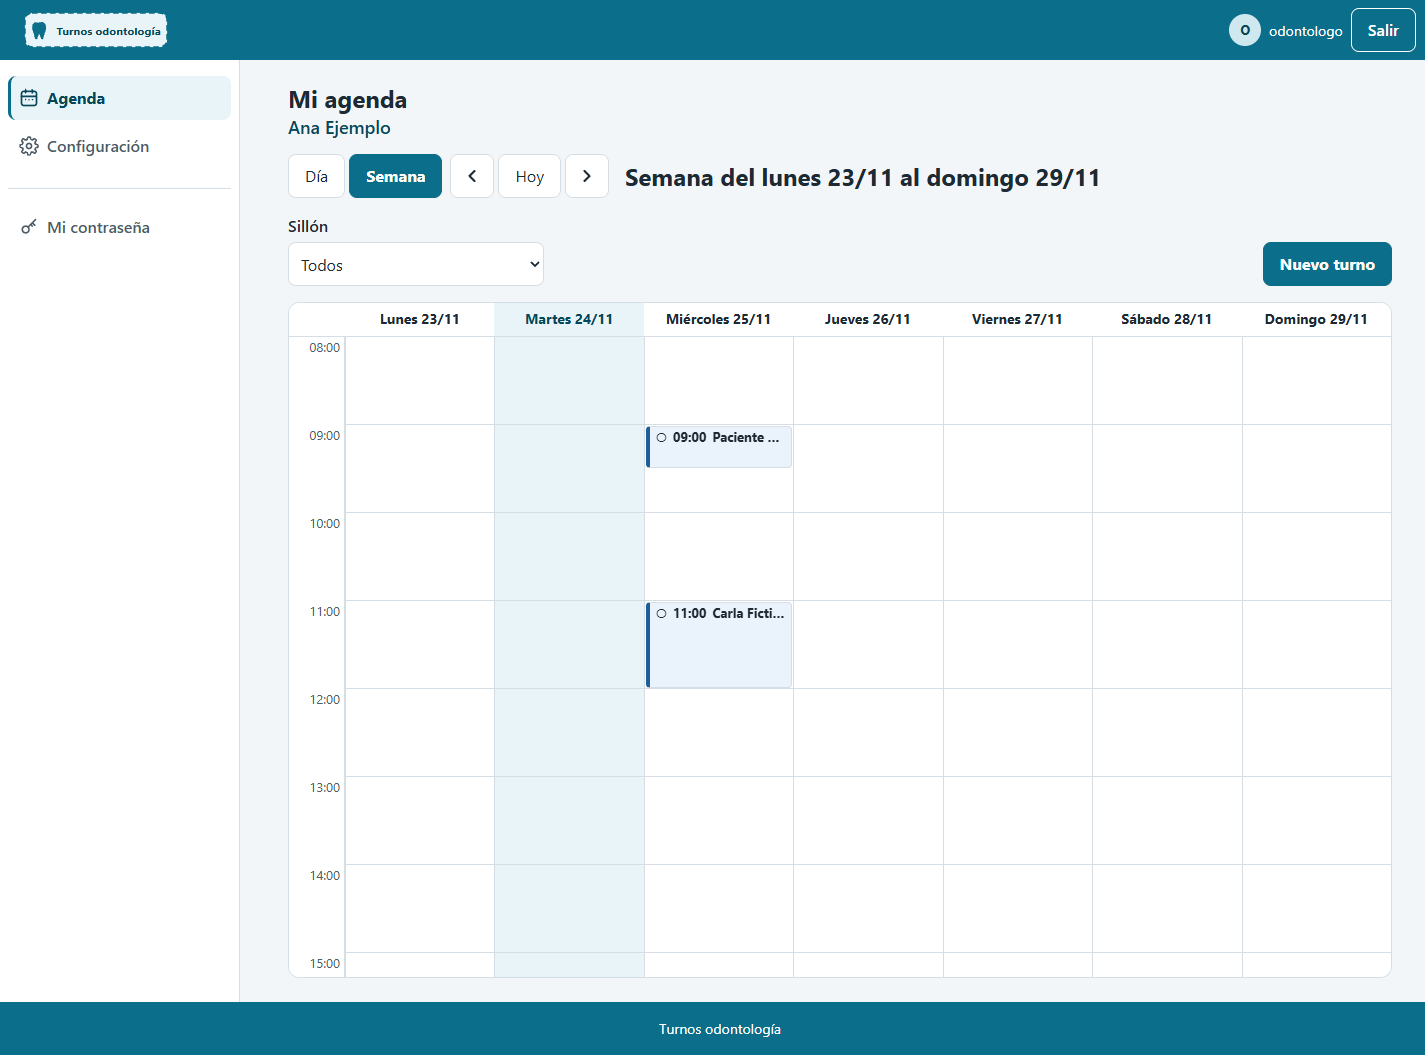 Turnos odontología
O odontologo Salir
Agenda
Configuración
Mi contraseña
Mi agenda
Ana Ejemplo
Día Semana Hoy Semana del lunes 23/11 al domingo 29/11
Sillón
Todos
Nuevo turno
Lunes 23/11 Martes 24/11 Miércoles 25/11 Jueves 26/11 Viernes 27/11 Sábado 28/11 Domingo 29/11
08:00
09:00 09:00 Paciente ...
10:00
11:00 11:00 Carla Ficti...
12:00
13:00
14:00
15:00
Turnos odontología